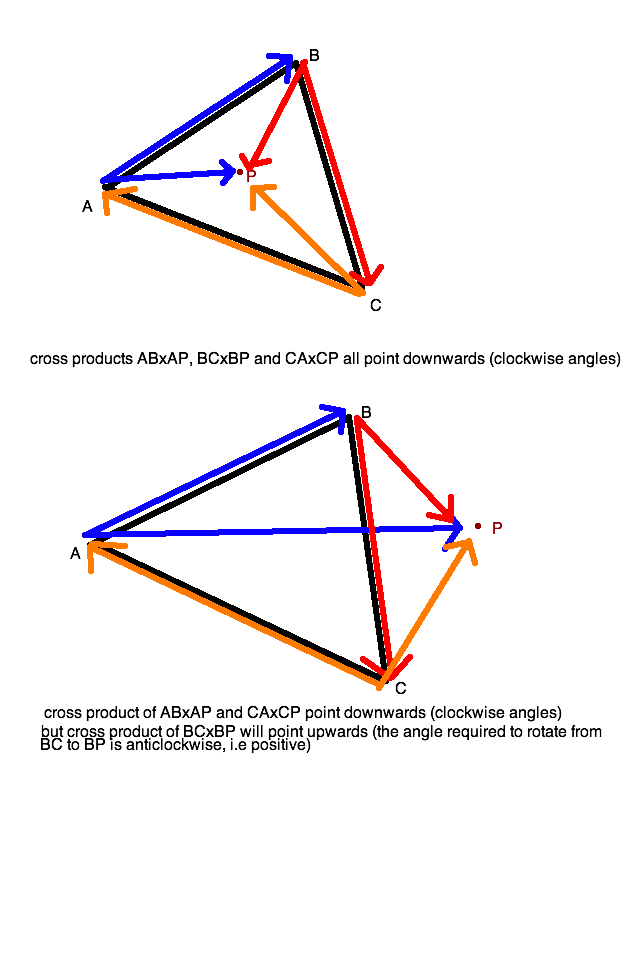 B
P
A
C
cross products ABxAP, BCxBP and CAxCP all point downwards (clockwise angles)
B
P
A
C
cross product of ABxAP and CAxCP point downwards (clockwise angles)
but cross product of BCxBP will point upwards (the angle required to rotate from
BC to BP is anticlockwise, i.e positive)